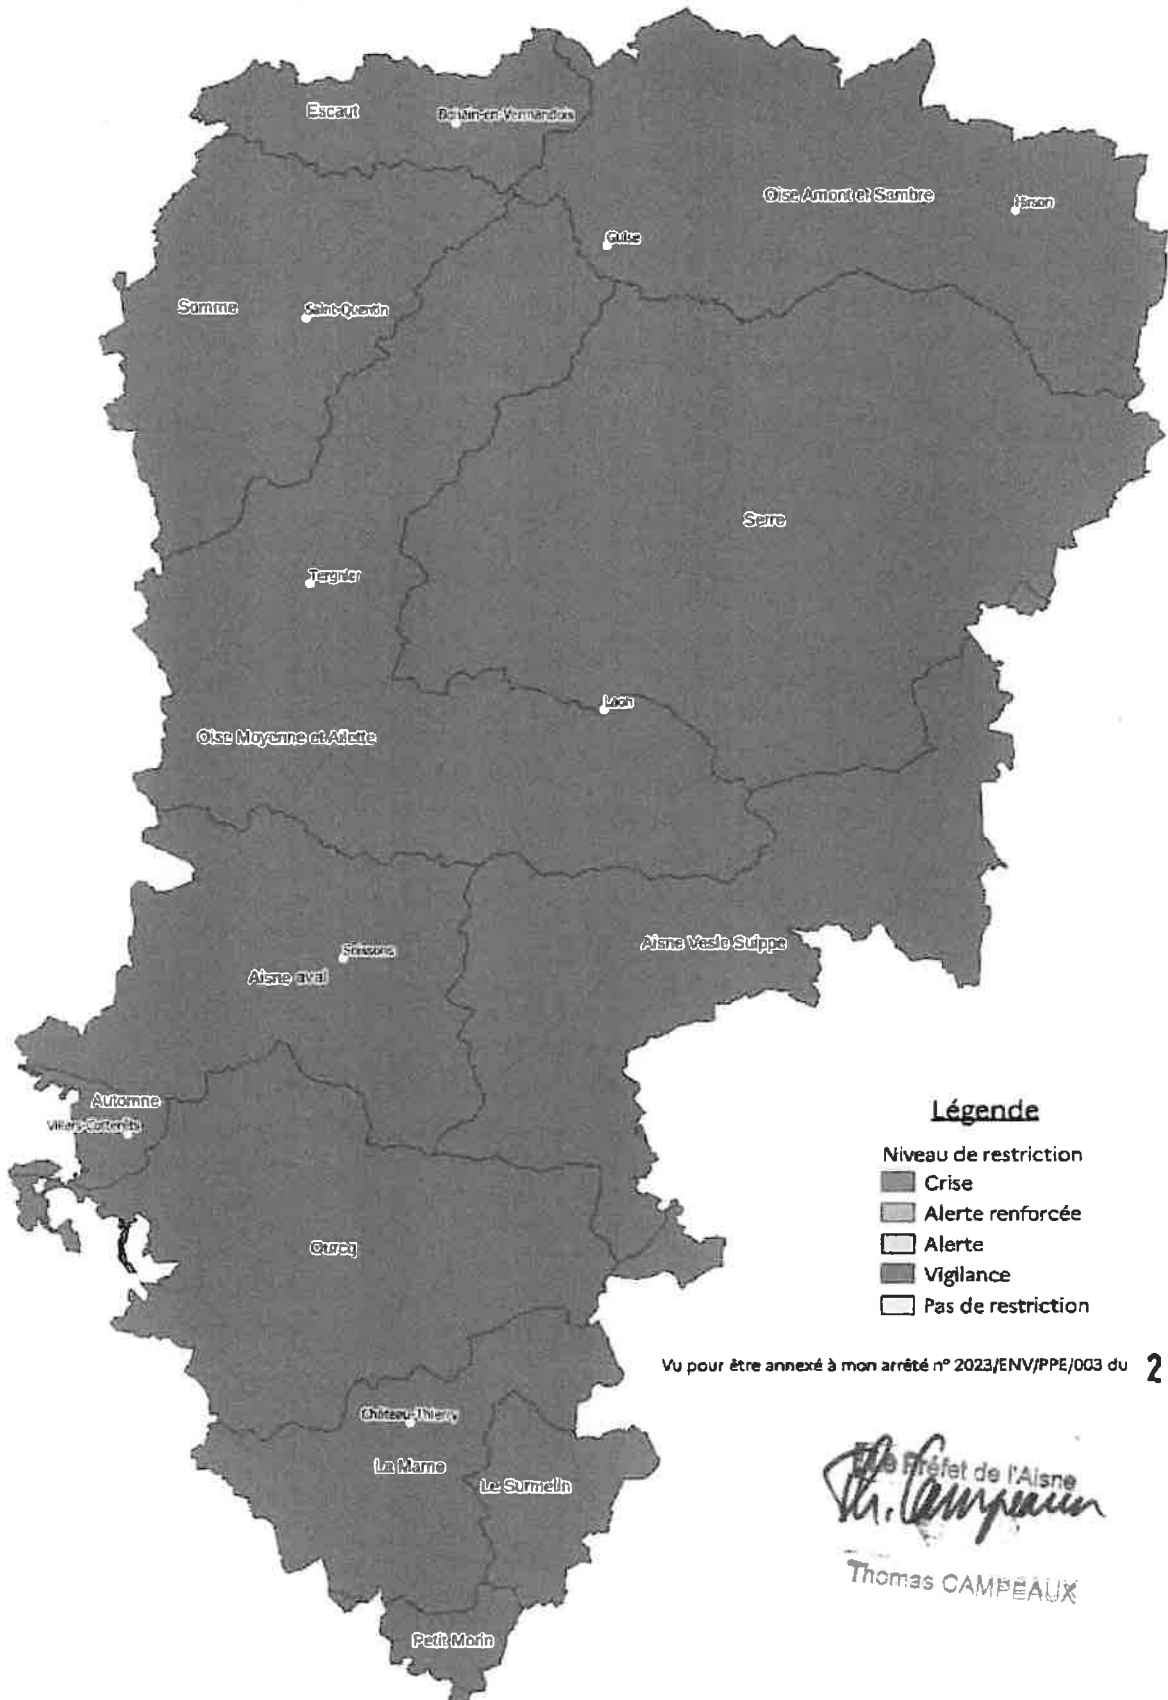 Escaut
Bohain-en-Vermandois
Oise Amont et Sambre
Hirson
Guise
Somme
Saint-Quentin
Serre
Tergnier
Laon
Oise Moyenne et Ailette
Aisne Vesle Suippe
Soissons
Aisne aval
Automne
Villers-Cotterêts
Légende
Niveau de restriction
Crise
Alerte renforcée
Alerte
Vigilance
Pas de restriction
Ourcq
Vu pour être annexé à mon arrêté n° 2023/ENV/PPE/003 du 2
Château-Thierry
La Marne
Le Surmelin
Préfet de l'Aisne
Th. Campeaux
Thomas CAMPEAUX
Petit Morin